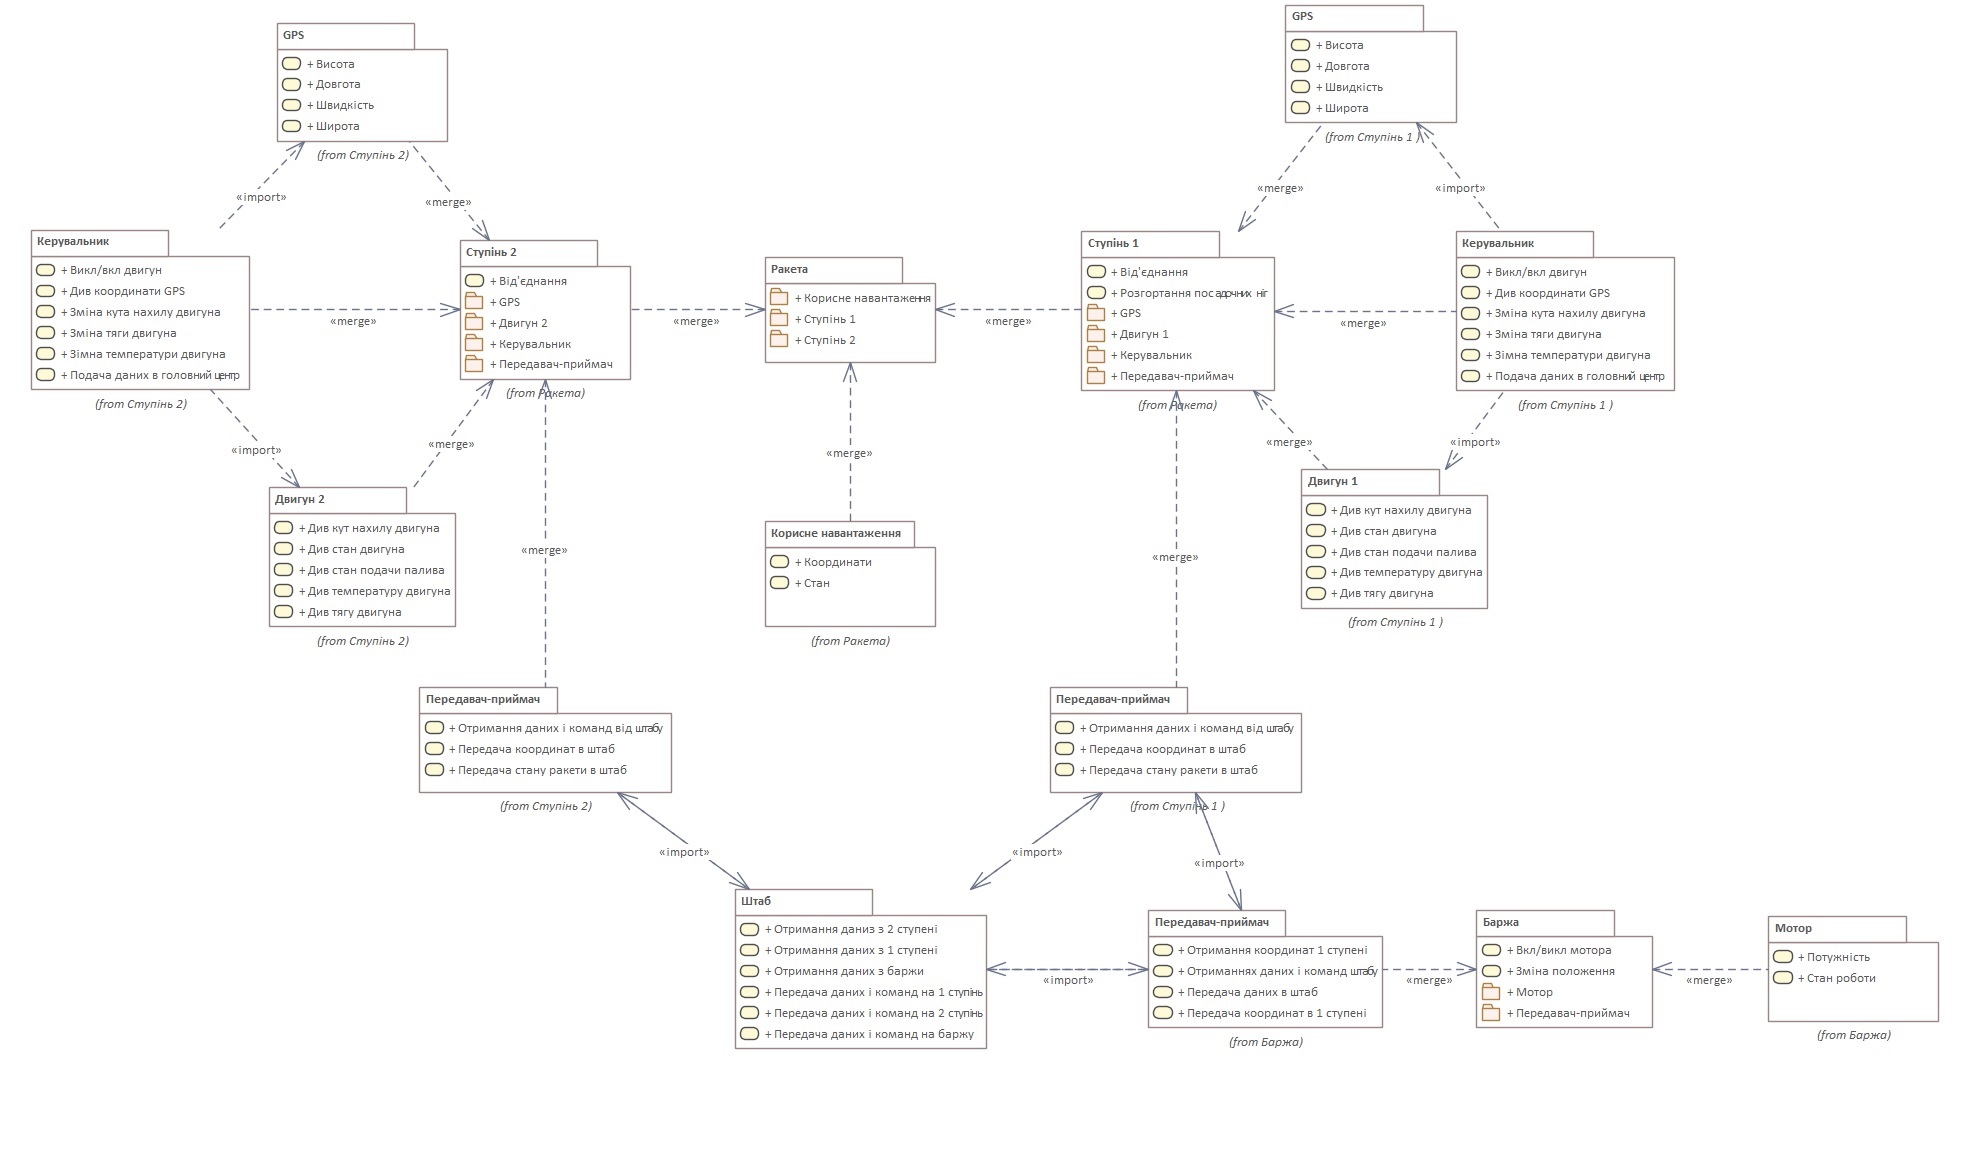 GPS
+ Висота
+ Довгота
+ Швидкість
+ Широта
(from Ступінь 2)
GPS
+ Висота
+ Довгота
+ Швидкість
+ Широта
(from Ступінь 1 )
«import»
«merge»
«merge»
«import»
Керувальник
+ Викл/вкл двигун
+ Див координати GPS
+ Зміна кута нахилу двигуна
+ Зміна тяги двигуна
+ Зімна температури двигуна
+ Подача даних в головний центр
(from Ступінь 2)
«merge»
Ступінь 2
+ Від'єднання
+ GPS
+ Двигун 2
+ Керувальник
+ Передавач-приймач
(from Ракета)
«merge»
Ракета
+ Корисне навантаження
+ Ступінь 1
+ Ступінь 2
«merge»
Ступінь 1
+ Від'єднання
+ Розгортання посадочних ніг
+ GPS
+ Двигун 1
+ Керувальник
+ Передавач-приймач
(from Ракета)
«merge»
Керувальник
+ Викл/вкл двигун
+ Див координати GPS
+ Зміна кута нахилу двигуна
+ Зміна тяги двигуна
+ Зімна температури двигуна
+ Подача даних в головний центр
(from Ступінь 1 )
«import»
«merge»
«merge»
«merge»
«import»
Двигун 2
+ Див кут нахилу двигуна
+ Див стан двигуна
+ Див стан подачи палива
+ Див температуру двигуна
+ Див тягу двигуна
(from Ступінь 2)
«merge»
Корисне навантаження
+ Координати
+ Стан
(from Ракета)
«merge»
Двигун 1
+ Див кут нахилу двигуна
+ Див стан двигуна
+ Див стан подачи палива
+ Див температуру двигуна
+ Див тягу двигуна
(from Ступінь 1 )
Передавач-приймач
+ Отримання даних і команд від штабу
+ Передача координат в штаб
+ Передача стану ракети в штаб
(from Ступінь 2)
Передавач-приймач
+ Отримання даних і команд від штабу
+ Передача координат в штаб
+ Передача стану ракети в штаб
(from Ступінь 1 )
«import»
«import»
«import»
Штаб
+ Отримання даниз з 2 ступені
+ Отримання даних з 1 ступені
+ Отримання даних з баржи
+ Передача даних і команд на 1 ступінь
+ Передача даних і команд на 2 ступінь
+ Передача даних і команд на баржу
«import»
Передавач-приймач
+ Отримання координат 1 ступені
+ Отриманнях даних і команд штабу
+ Передача даних в штаб
+ Передача координат в 1 ступені
(from Баржа)
«merge»
Баржа
+ Вкл/викл мотора
+ Зміна положення
+ Мотор
+ Передавач-приймач
«merge»
Мотор
+ Потужність
+ Стан роботи
(from Баржа)